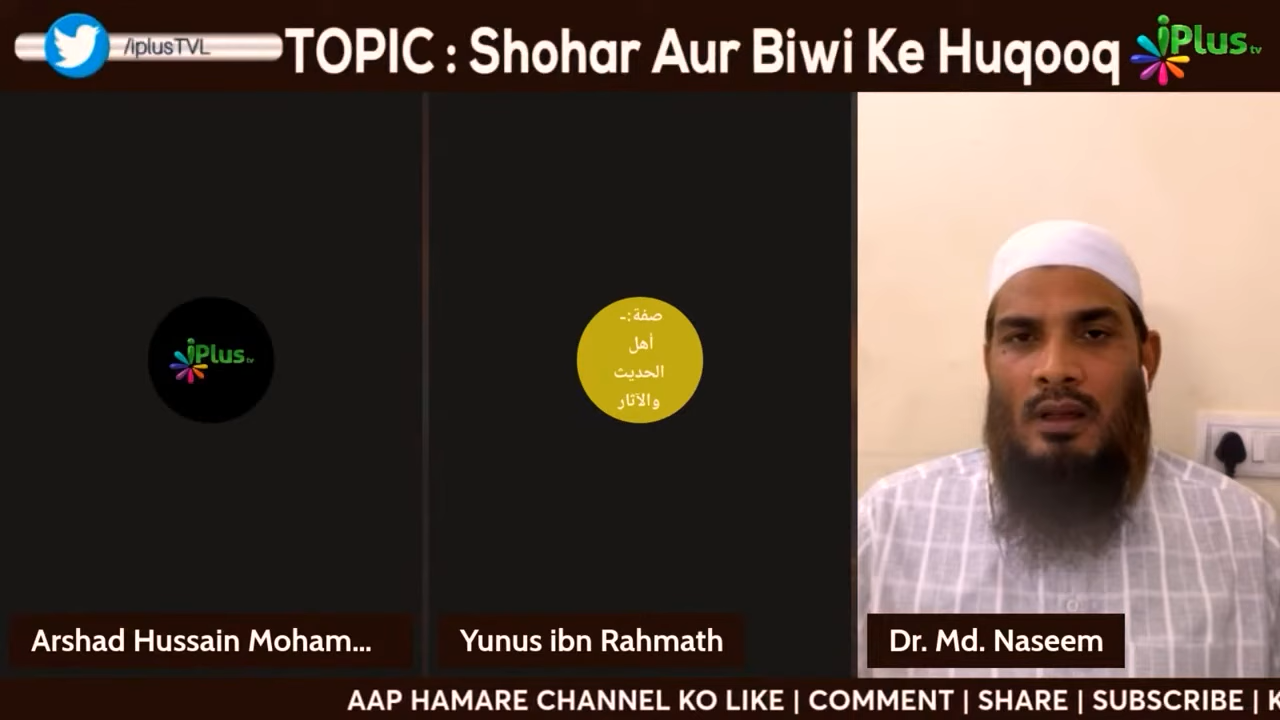 /iplusTVL
TOPIC : Shohar Aur Biwi Ke Huqooq
iPlus tv
iPlus tv
صفة:-
أهل
الحديث
والآثار
Arshad Hussain Moham...
Yunus ibn Rahmath
Dr. Md. Naseem
AAP HAMARE CHANNEL KO LIKE | COMMENT | SHARE | SUBSCRIBE | K